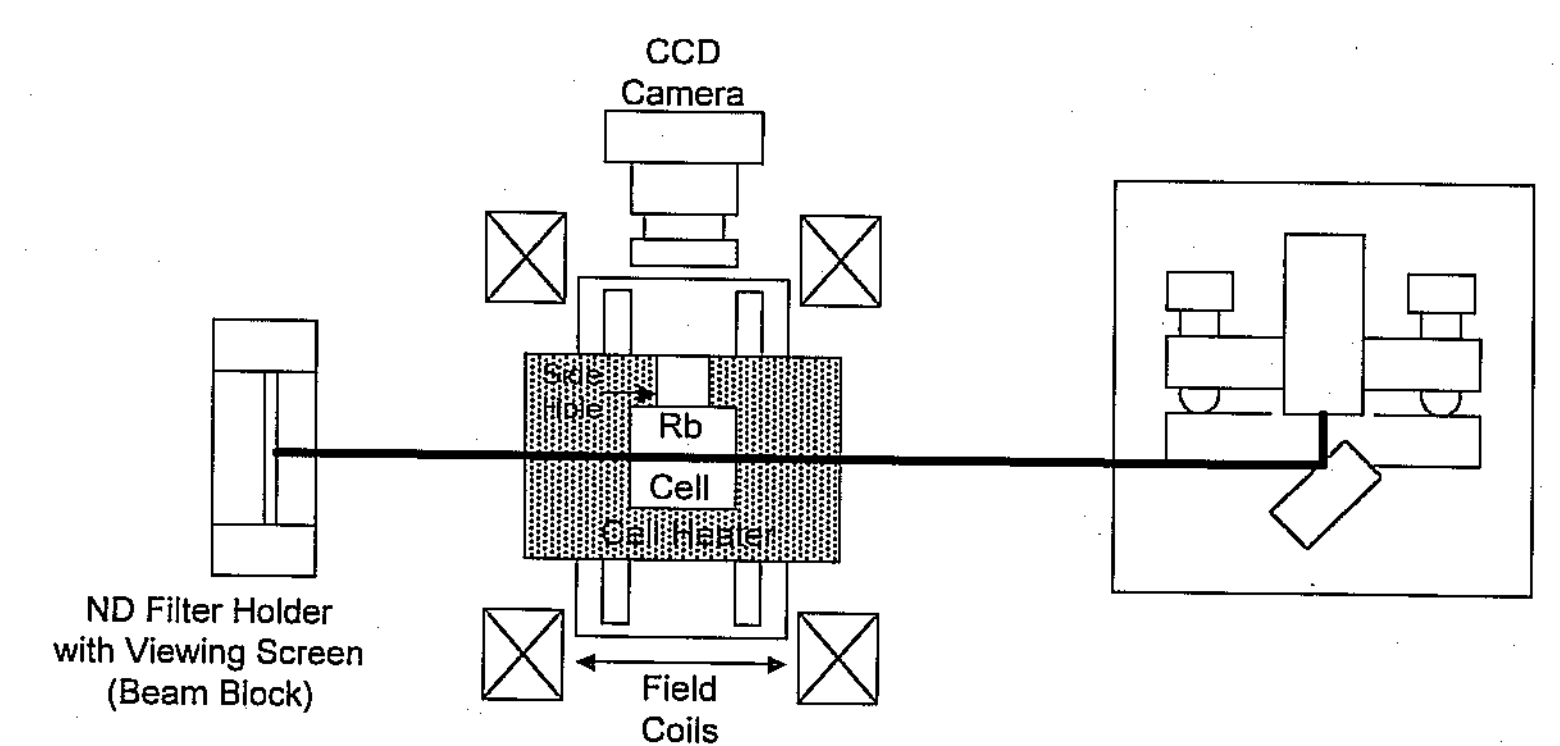 CCD
Camera
Side
Hole
Rb
Cell
Cell Heater
ND Filter Holder
with Viewing Screen
(Beam Block)
Field
Coils